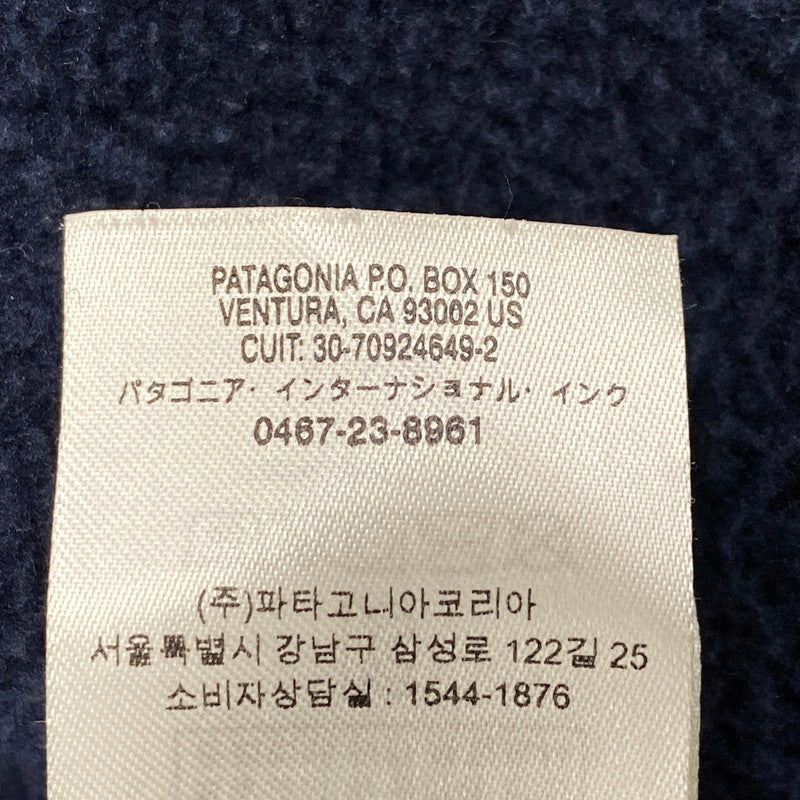 PATAGONIA P.O. BOX 150
VENTURA, CA 93002 US
CUIT: 30-70924649-2
パタゴニア・インターナショナル・インク
0467-23-8961
(주)파타고니아코리아
서울특별시 강남구 삼성로 122길 25
소비자상담실 : 1544-1876